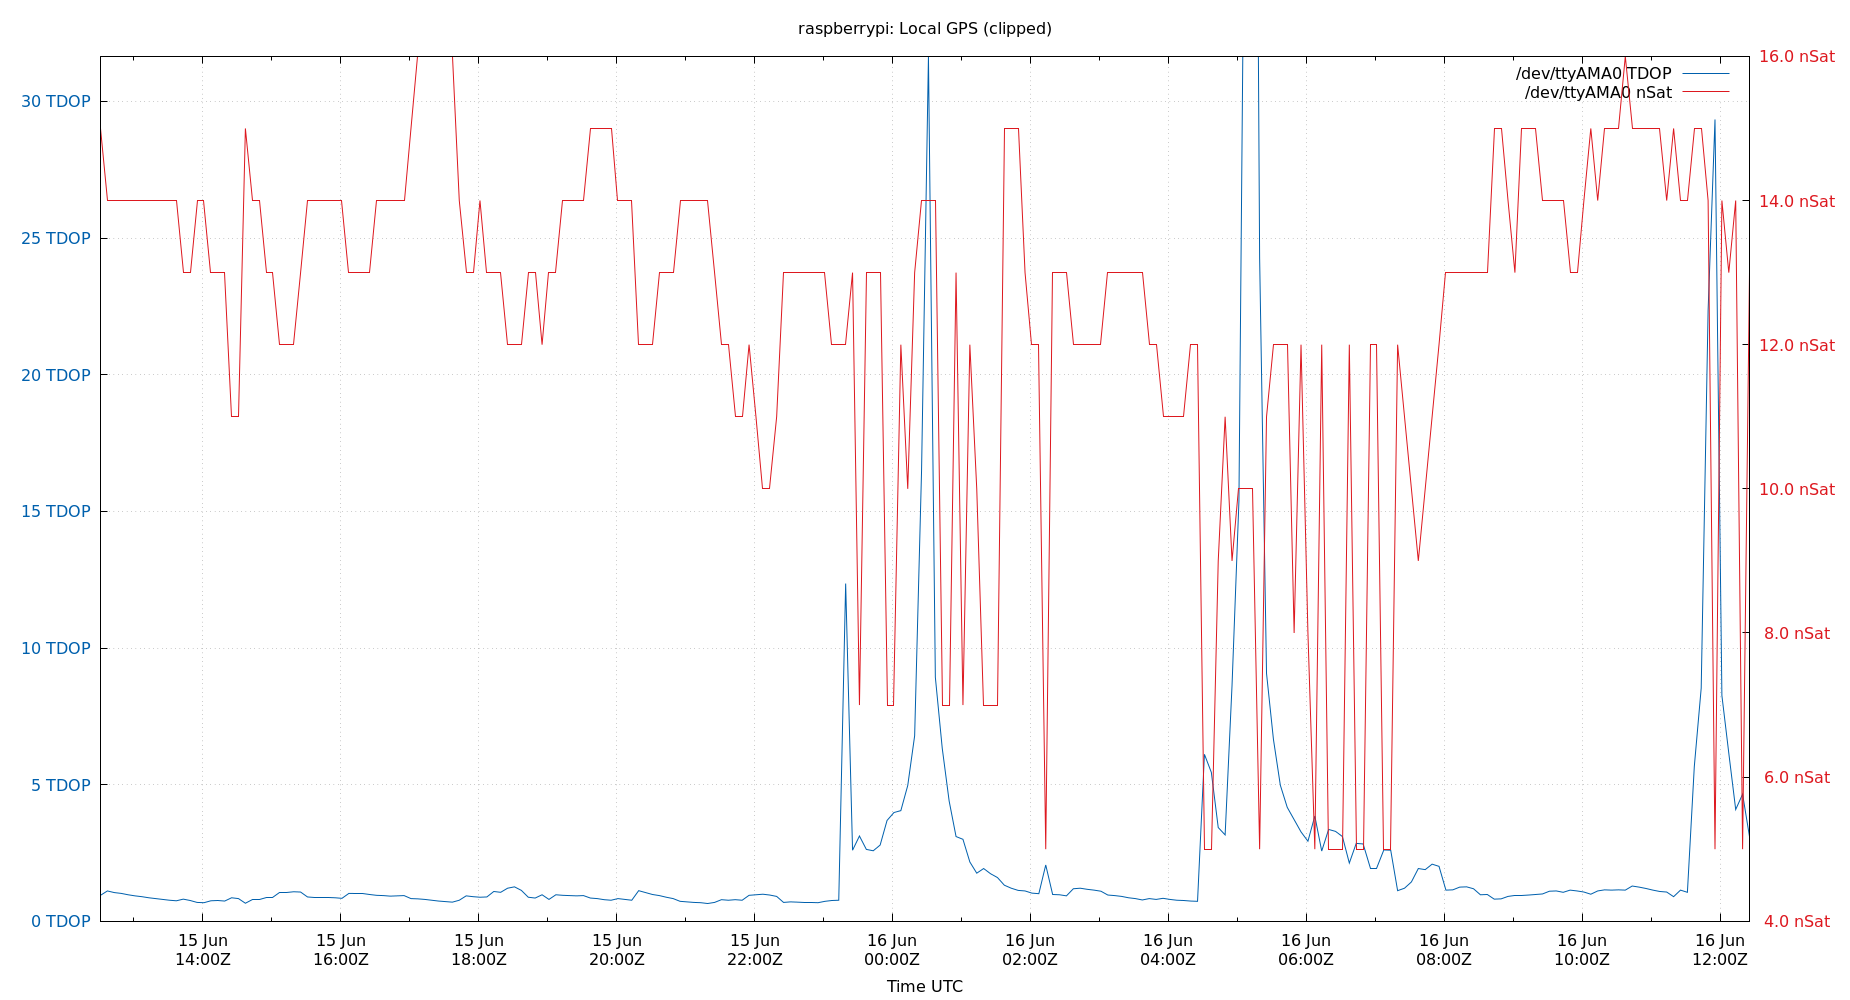 raspberrypi: Local GPS (clipped)
16.0 nSat
/dev/ttyAMA0 TDOP
/dev/ttyAMA0 nSat
30 TDOP
14.0 nSat
25 TDOP
12.0 nSat
20 TDOP
10.0 nSat
15 TDOP
8.0 nSat
10 TDOP
6.0 nSat
5 TDOP
4.0 nSat
0 TDOP
15 Jun 15 Jun 15 Jun 15 Jun 15 Jun 16 Jun 16 Jun 16 Jun 16 Jun 16 Jun 16 Jun 16 Jun
14:00Z 16:00Z 18:00Z 20:00Z 22:00Z 00:00Z 02:00Z 04:00Z 06:00Z 08:00Z 10:00Z 12:00Z
Time UTC